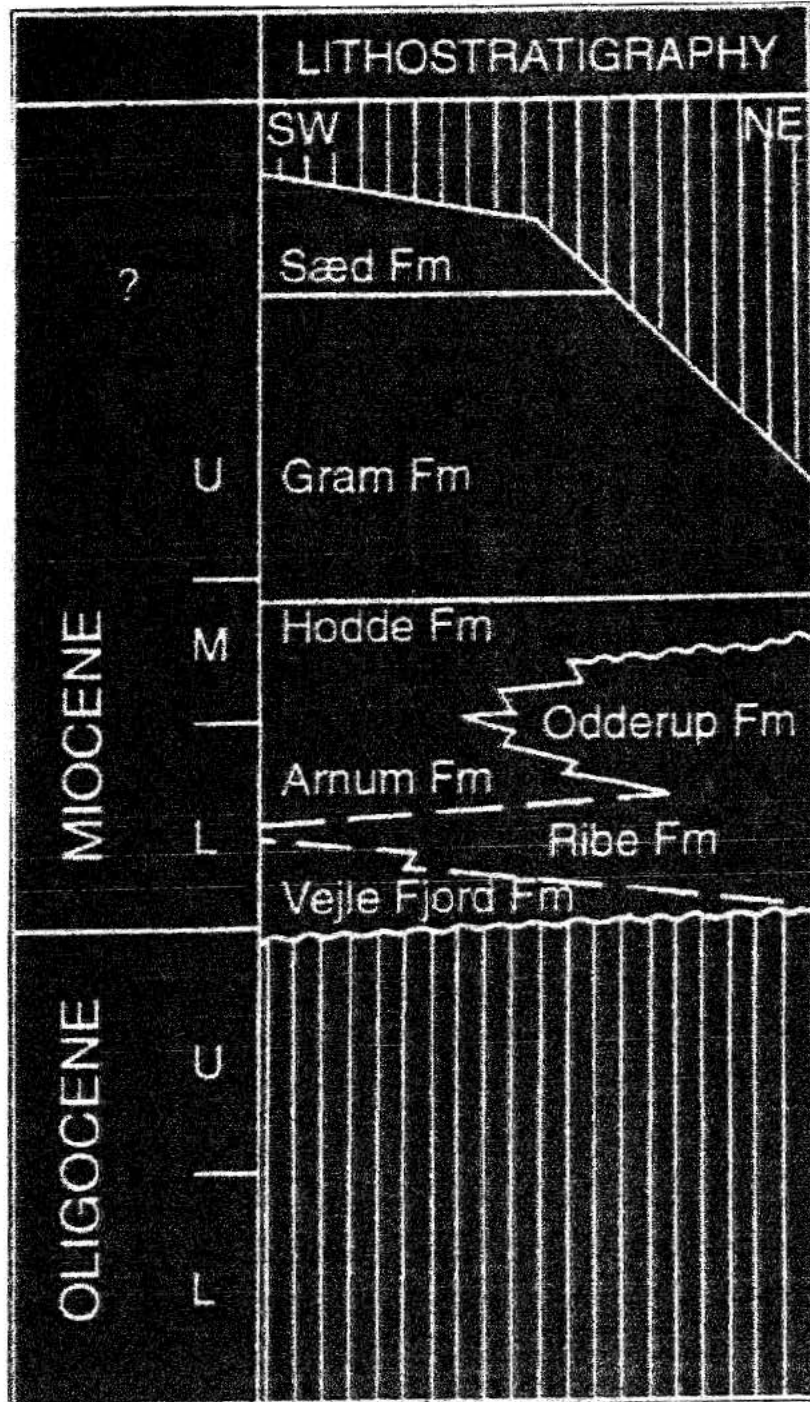 LITHOSTRATIGRAPHY
SW NE
Sæd Fm
?
U Gram Fm
MIOCENE
M Hodde Fm
Odderup Fm
Arnum Fm
L Ribe Fm
Vejle Fjord Fm
OLIGOCENE
U
L